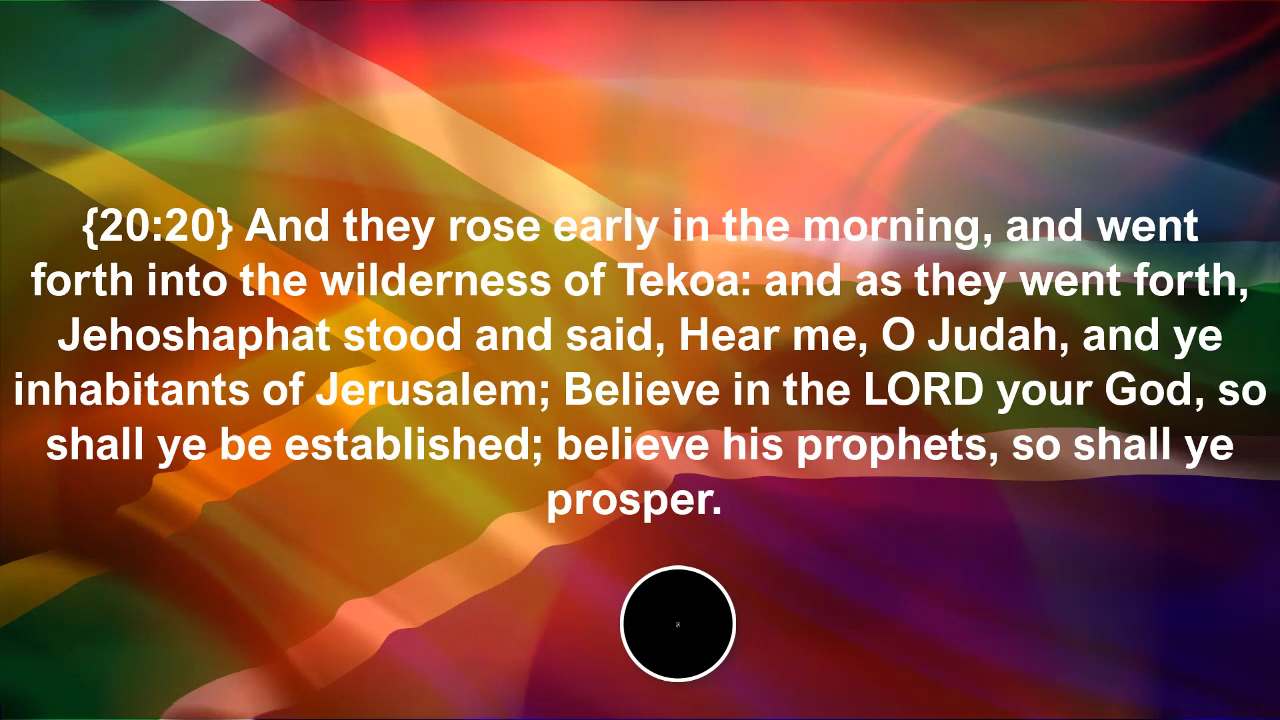 {20:20} And they rose early in the morning, and went
forth into the wilderness of Tekoa: and as they went forth,
Jehoshaphat stood and said, Hear me, O Judah, and ye
inhabitants of Jerusalem; Believe in the LORD your God, so
shall ye be established; believe his prophets, so shall ye
prosper.